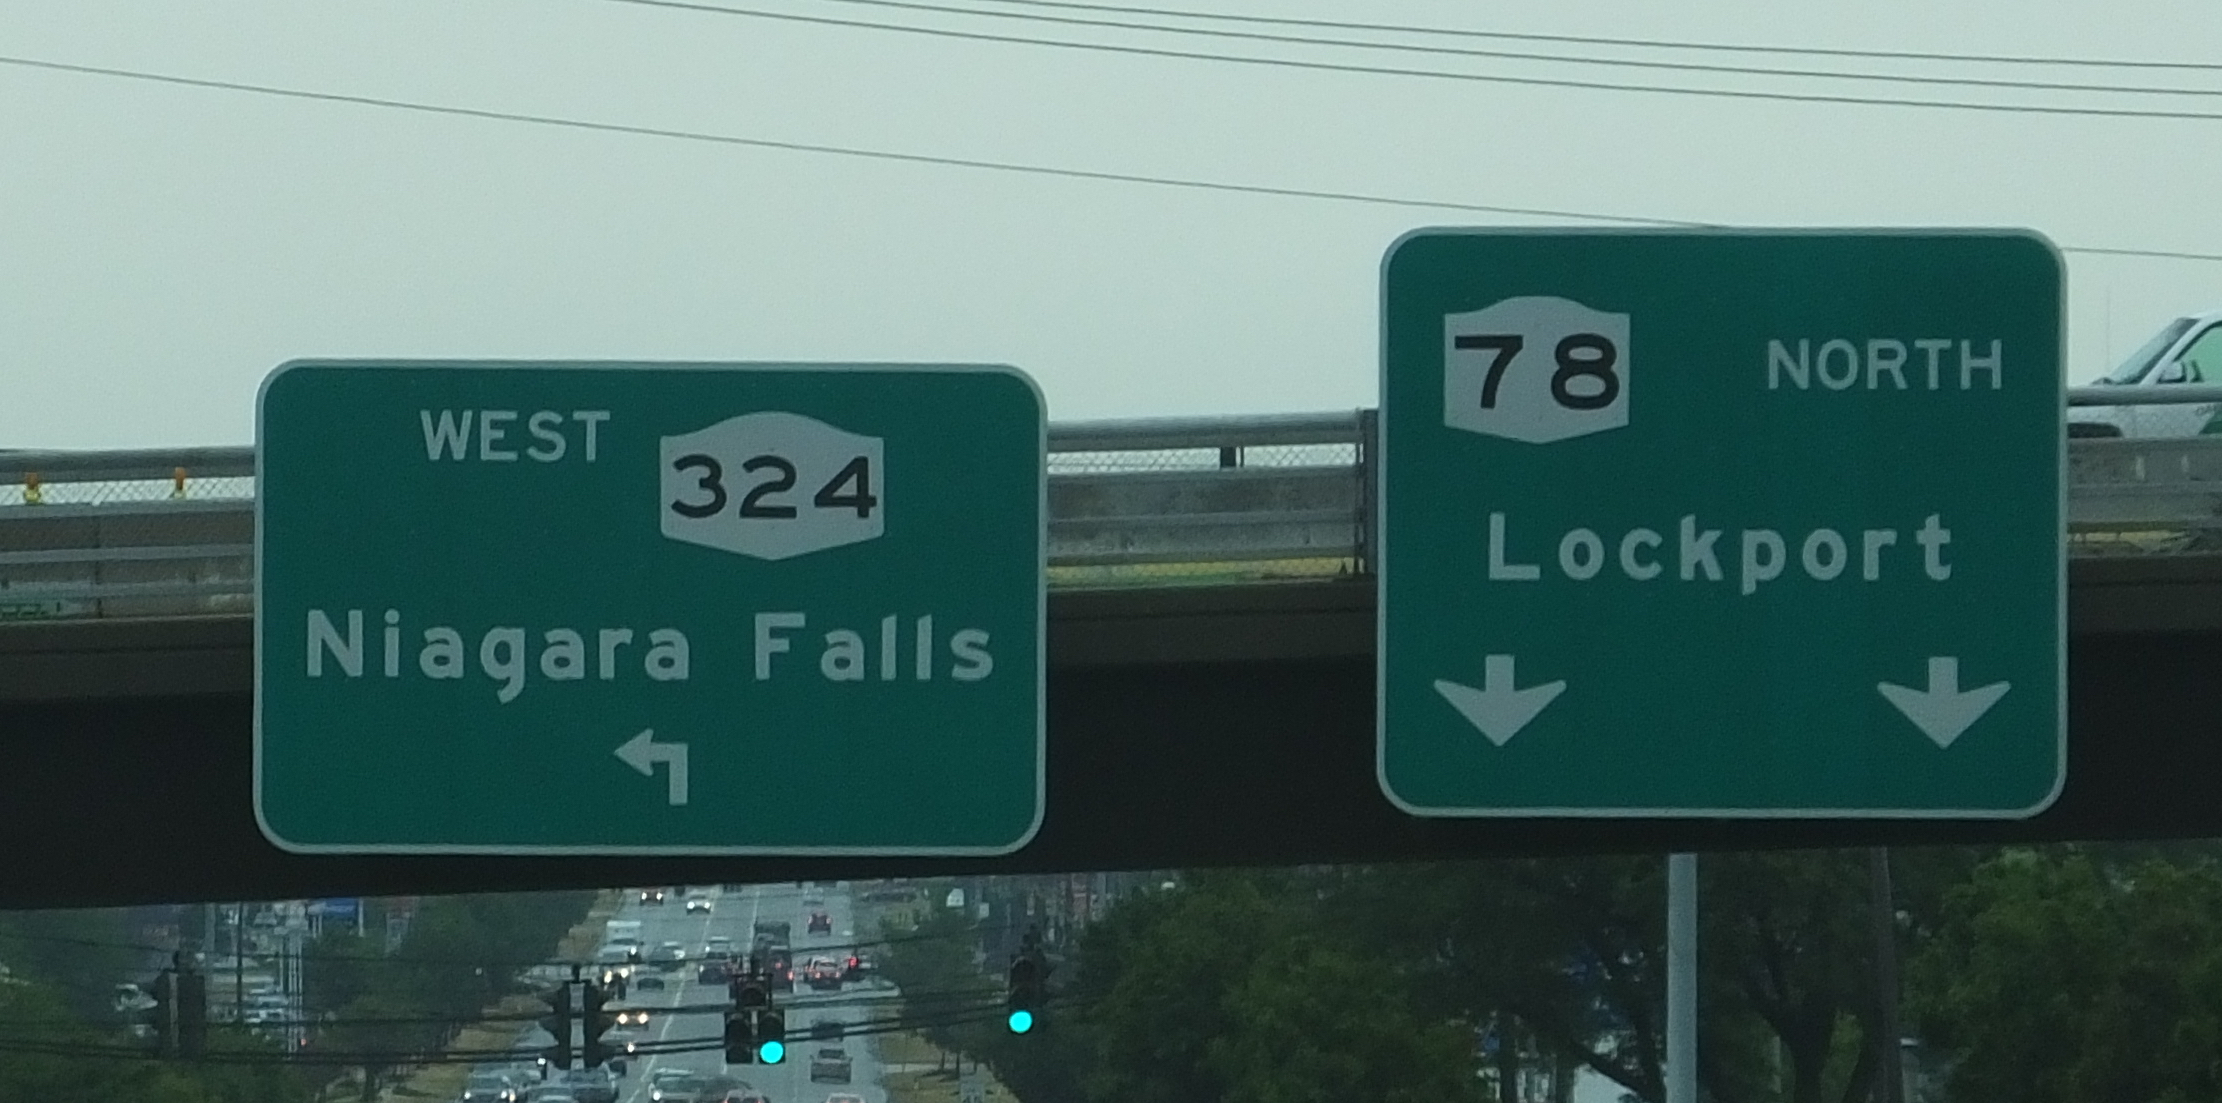 WEST 324
Niagara Falls
78 NORTH
Lockport